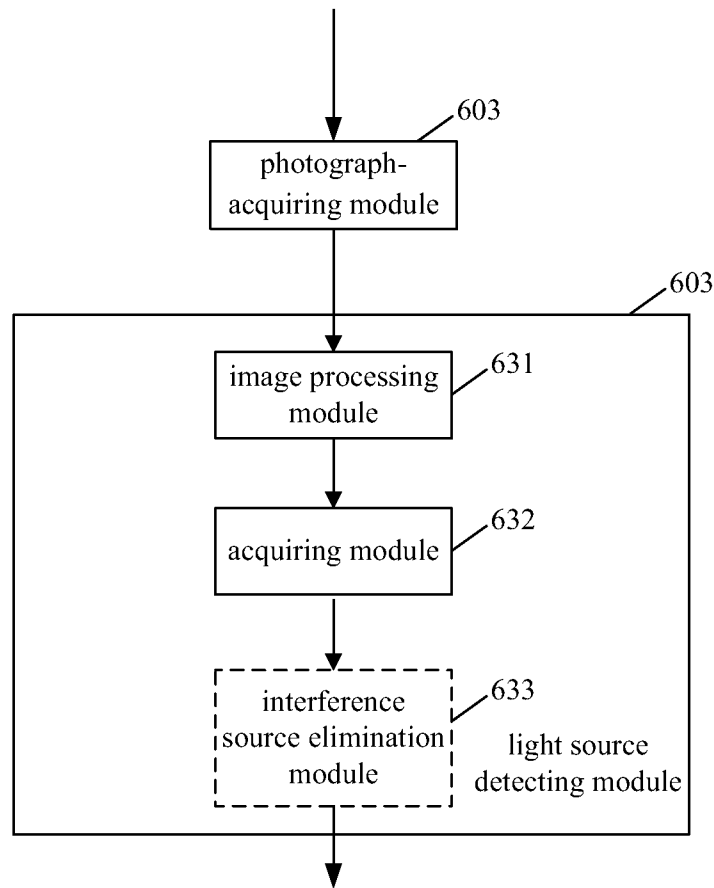 603
photograph-
acquiring module
603
image processing
module
631
acquiring module
632
interference
source elimination
module
633
light source
detecting module